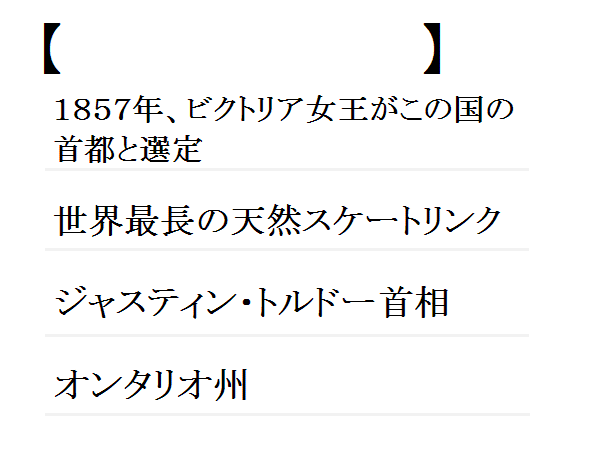 【　　　　　　　　　】
1857年、ビクトリア女王がこの国の
首都と選定
世界最長の天然スケートリンク
ジャスティン・トルドー首相
オンタリオ州